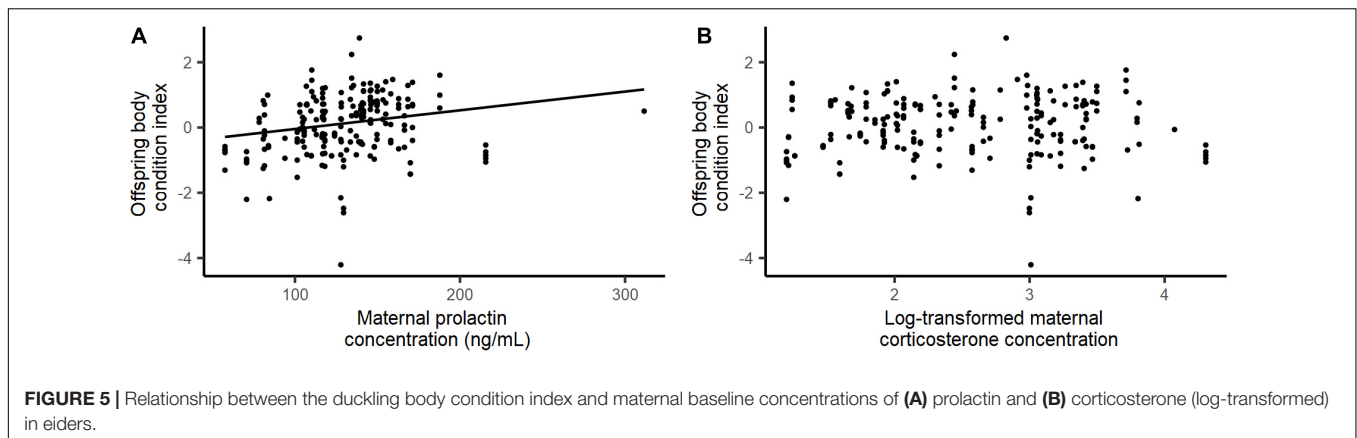 A
Offspring body
condition index
2
0
-2
-4
100
200
300
Maternal prolactin
concentration (ng/mL)
B
Offspring body
condition index
2
0
-2
-4
2
3
4
Log-transformed maternal
corticosterone concentration
FIGURE 5 | Relationship between the duckling body condition index and maternal baseline concentrations of (A) prolactin and (B) corticosterone (log-transformed)
in eiders.